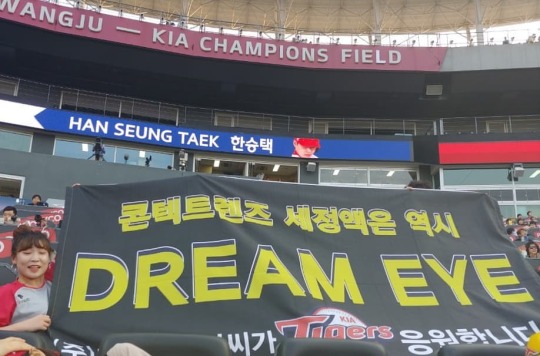 WANGJU — KIA CHAMPIONS FIELD
HAN SEUNG TAEK 한승택
콘택트렌즈 세정액은 역시
DREAM EYE
KIA
Tigers 응원합니다